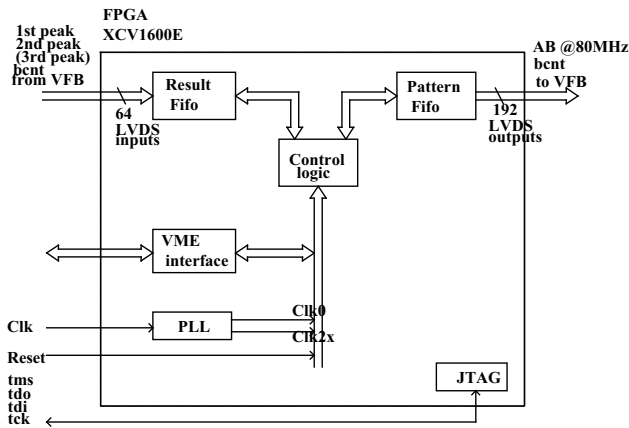 FPGA
XCV1600E
1st peak
2nd peak
(3rd peak)
bcnt
from VFB
AB @80MHz
bcnt
to VFB
Result
Fifo
Pattern
Fifo
64
LVDS
inputs
192
LVDS
outputs
Control
logic
VME
interface
Clk0
Clk
PLL
Clk2x
Reset
tms
tdo
tdi
tck
JTAG